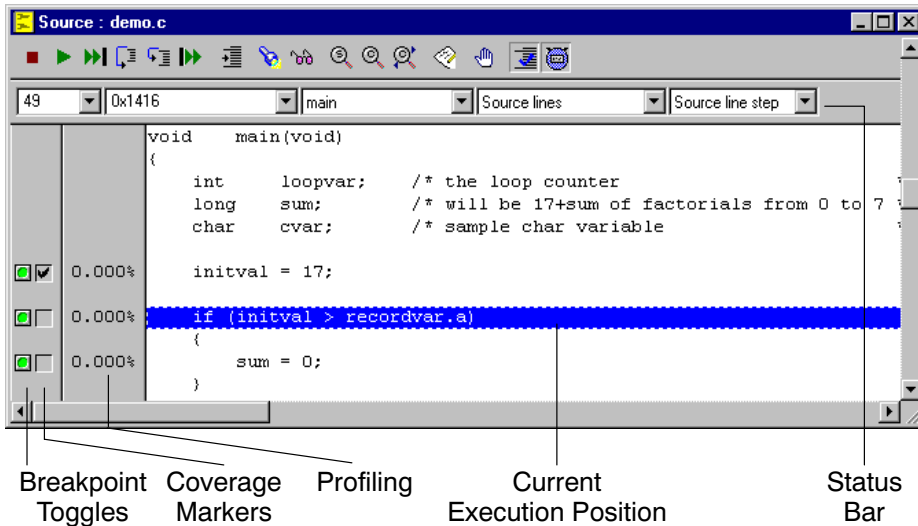 Source : demo.c
49 0x1416 main Source lines Source line step
void    main(void)
{
    int     loopvar;    /* the loop counter                        *
    long    sum;        /* will be 17+sum of factorials from 0 to 7 *
    char    cvar;       /* sample char variable                    *
0.000%    initval = 17;
0.000%    if (initval > recordvar.a)
    {
0.000%        sum = 0;
    }
Breakpoint Toggles
Coverage Markers
Profiling
Current Execution Position
Status Bar